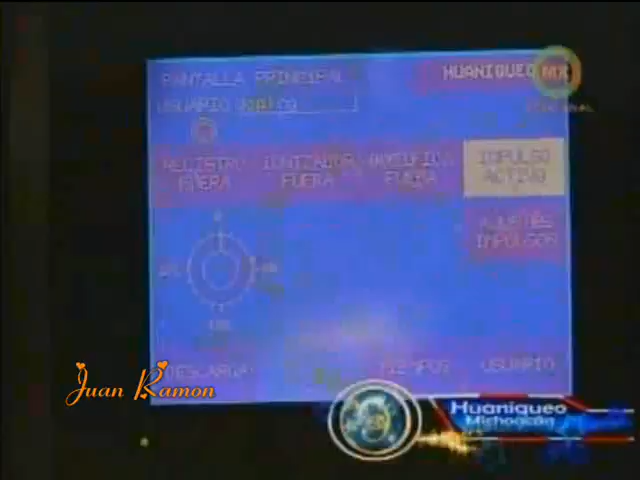 PANTALLA PRINCIPAL
HUANIQUEO MX
USUARIO
REGISTRO
FUERA
IONIZADOR
FUERA
FUERA
IMPULSO
ACTIVO
AJUSTES
IMPULSOS
DESCARGA
TIEMPOS
USUARIO
Juan Ramon
Huaniqueo
Michoacán